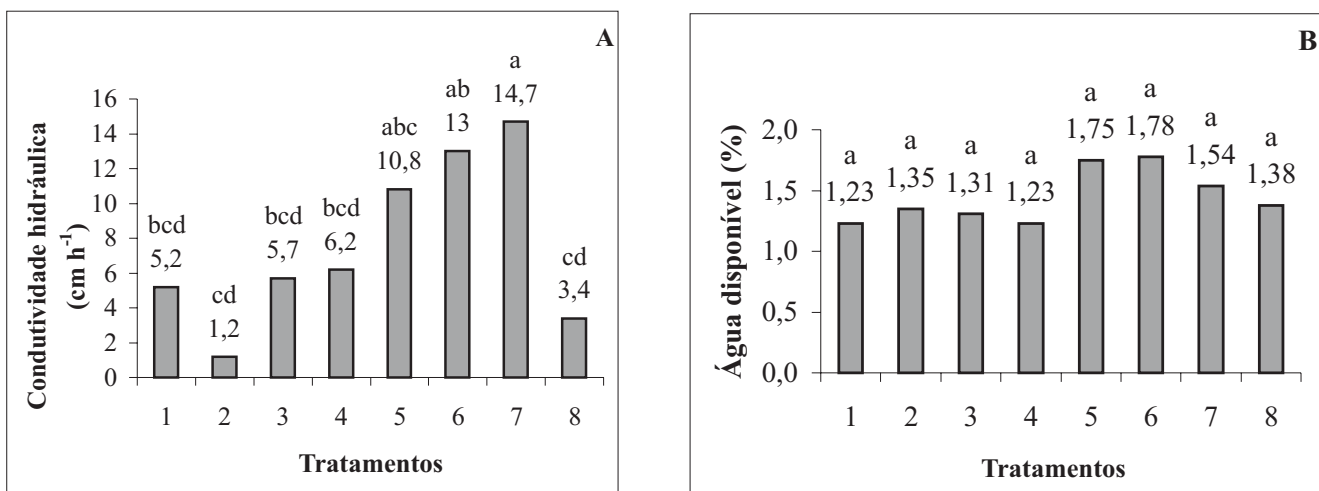 A
Condutividade hidráulica
(cm h⁻¹)
16
14
12
10
8
6
4
2
0
bcd
5,2
cd
1,2
bcd
5,7
bcd
6,2
abc
10,8
ab
13
a
14,7
cd
3,4
1 2 3 4 5 6 7 8
Tratamentos
B
Água disponível (%)
2,0
1,5
1,0
0,5
0,0
a
1,23
a
1,35
a
1,31
a
1,23
a
1,75
a
1,78
a
1,54
a
1,38
1 2 3 4 5 6 7 8
Tratamentos